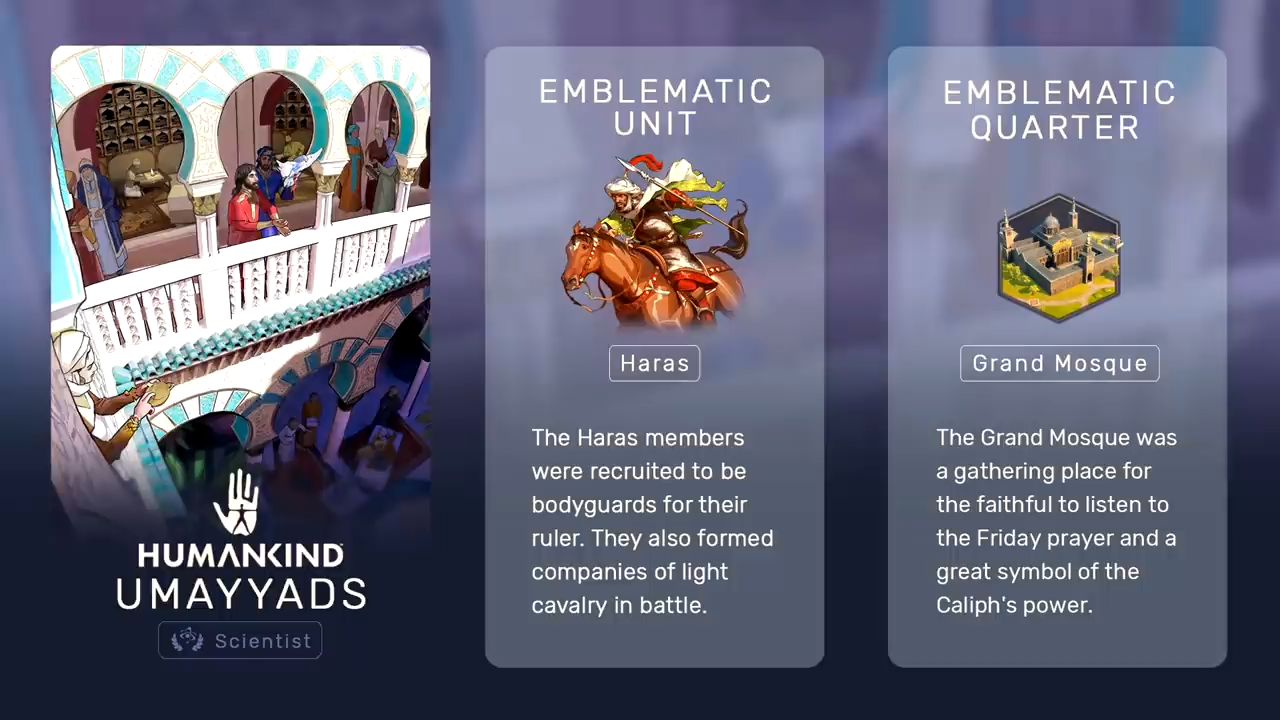 HUMANKIND
UMAYYADS
Scientist
EMBLEMATIC
UNIT
Haras
The Haras members
were recruited to be
bodyguards for their
ruler. They also formed
companies of light
cavalry in battle.
EMBLEMATIC
QUARTER
Grand Mosque
The Grand Mosque was
a gathering place for
the faithful to listen to
the Friday prayer and a
great symbol of the
Caliph's power.